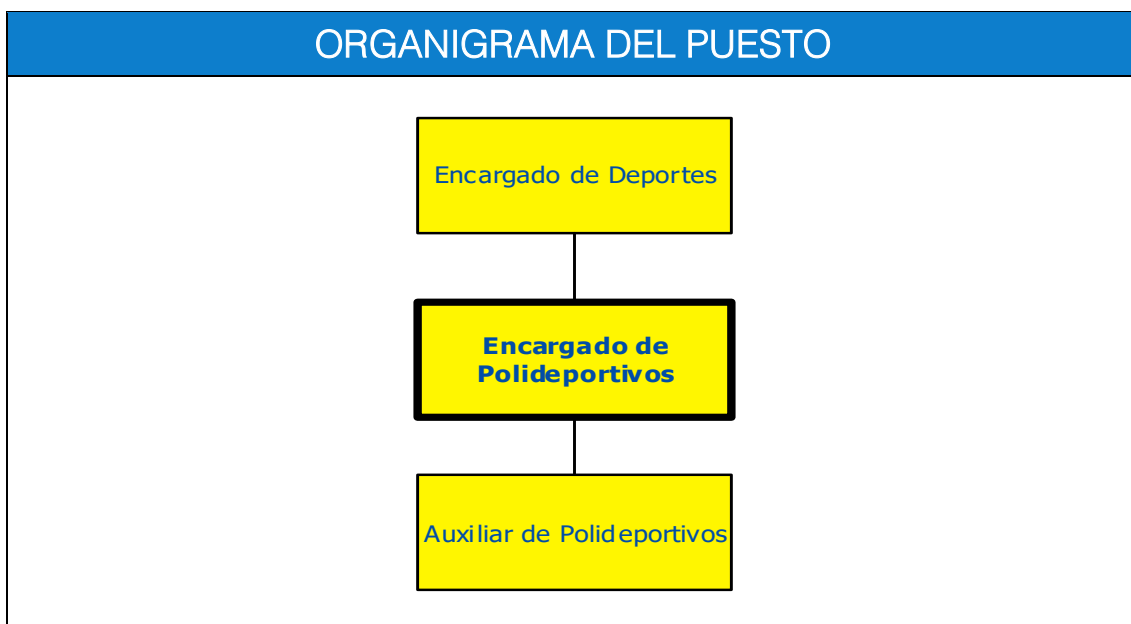 ORGANIGRAMA DEL PUESTO
Encargado de Deportes
Encargado de
Polideportivos
Auxiliar de Polideportivos